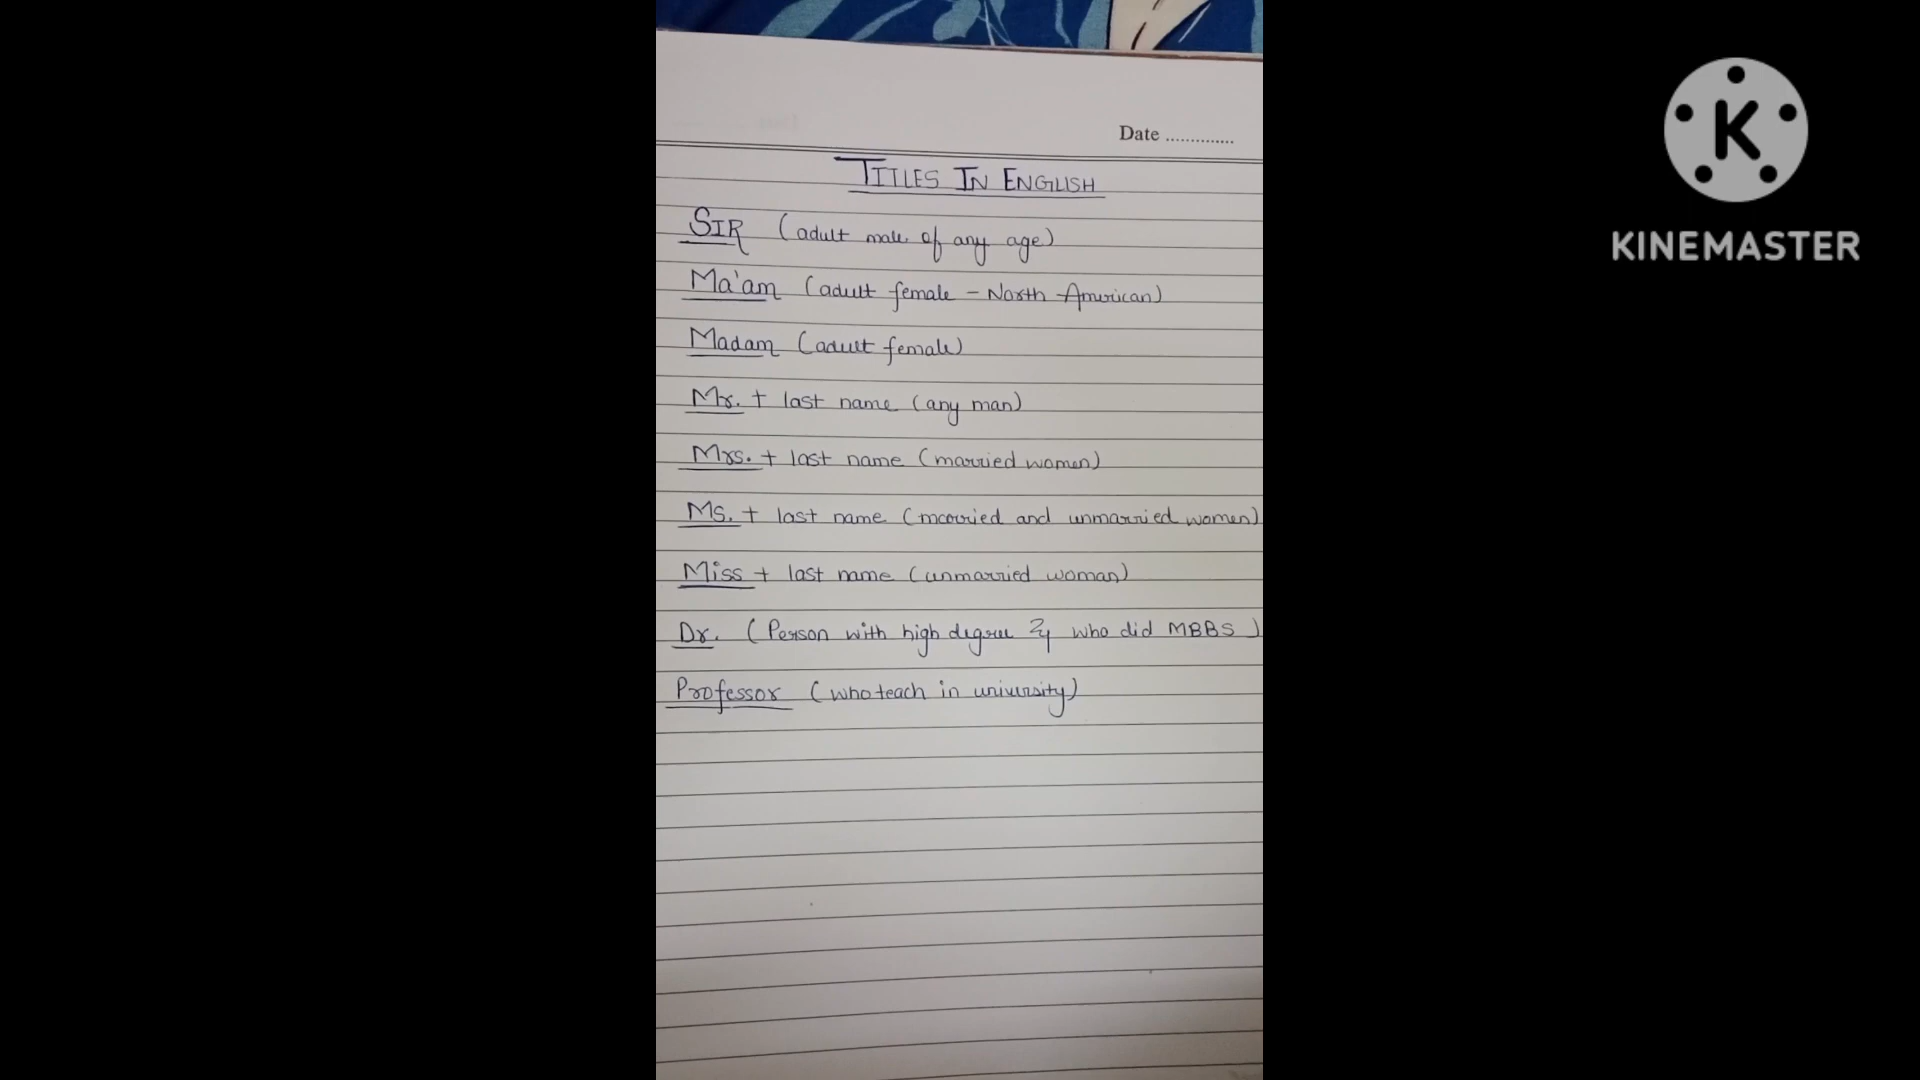 Date .............
TITLES IN ENGLISH
SIR (adult male of any age)
Ma'am (adult female - North American)
Madam (adult female)
Mr. + last name (any man)
Mrs. + last name (married women)
Ms. + last name (married and unmarried women)
Miss + last name (unmarried woman)
Dr. (Person with high degree & who did MBBS)
Professor (who teach in university)
K
KINEMASTER